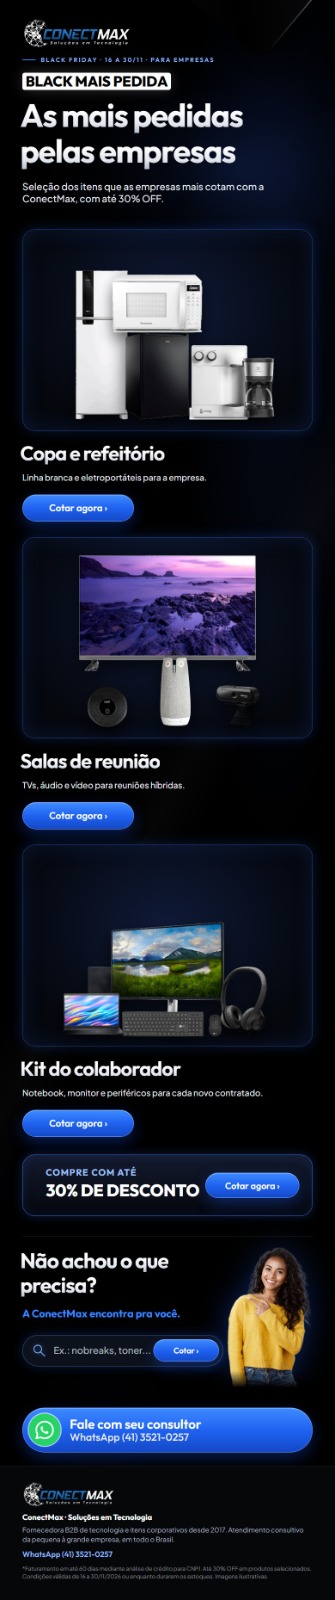 CONECTMAX
Soluções em Tecnologia
BLACK FRIDAY · 16 A 30/11 · PARA EMPRESAS
BLACK MAIS PEDIDA
As mais pedidas
pelas empresas
Seleção dos itens que as empresas mais cotam com a
ConectMax, com até 30% OFF.
Copa e refeitório
Linha branca e eletroportáteis para a empresa.
Cotar agora ›
Salas de reunião
TVs, áudio e vídeo para reuniões híbridas.
Cotar agora ›
Kit do colaborador
Notebook, monitor e periféricos para cada novo contratado.
Cotar agora ›
COMPRE COM ATÉ
30% DE DESCONTO
Cotar agora ›
Não achou o que
precisa?
A ConectMax encontra pra você.
Ex.: nobreaks, toner...
Cotar ›
Fale com seu consultor
WhatsApp (41) 3521-0257
CONECTMAX
Soluções em Tecnologia
ConectMax · Soluções em Tecnologia
Fornecedora B2B de tecnologia e itens corporativos desde 2017. Atendimento consultivo
da pequena à grande empresa, em todo o Brasil.
WhatsApp (41) 3521-0257
*Faturamento em até 60 dias mediante análise de crédito para CNPJ. Até 30% OFF em produtos selecionados.
Condições válidas de 16 a 30/11/2026 ou enquanto durarem os estoques. Imagens ilustrativas.